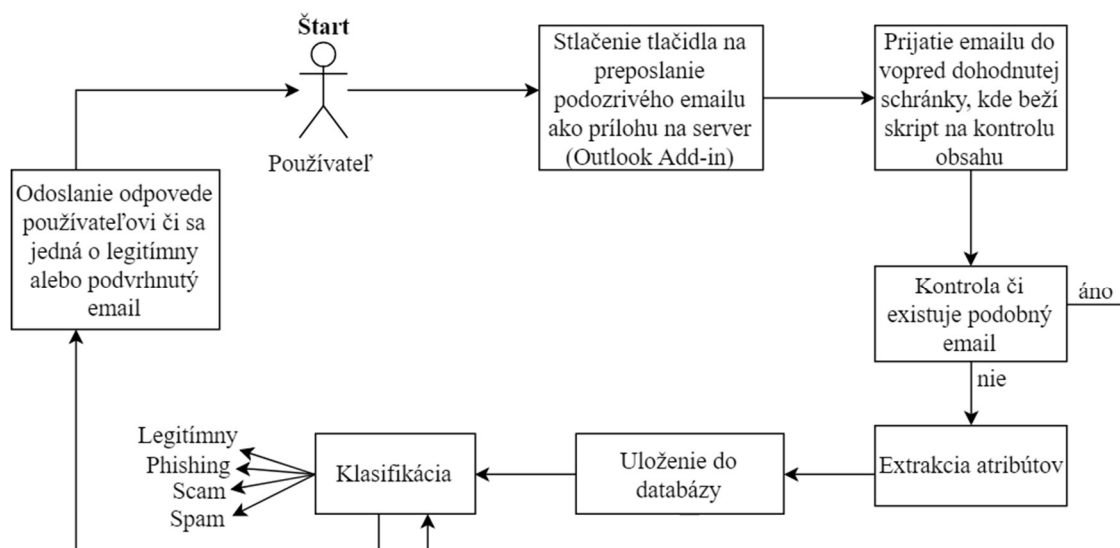 Štart
Používateľ
Stlačenie tlačidla na
preposlanie
podozrivého emailu
ako prílohu na server
(Outlook Add-in)
Prijatie emailu do
vopred dohodnutej
schránky, kde beží
skript na kontrolu
obsahu
Kontrola či
existuje podobný
email
áno
nie
Extrakcia atribútov
Uloženie do
databázy
Klasifikácia
Legitímny
Phishing
Scam
Spam
Odoslanie odpovede
používateľovi či sa
jedná o legitímny
alebo podvrhnutý
email